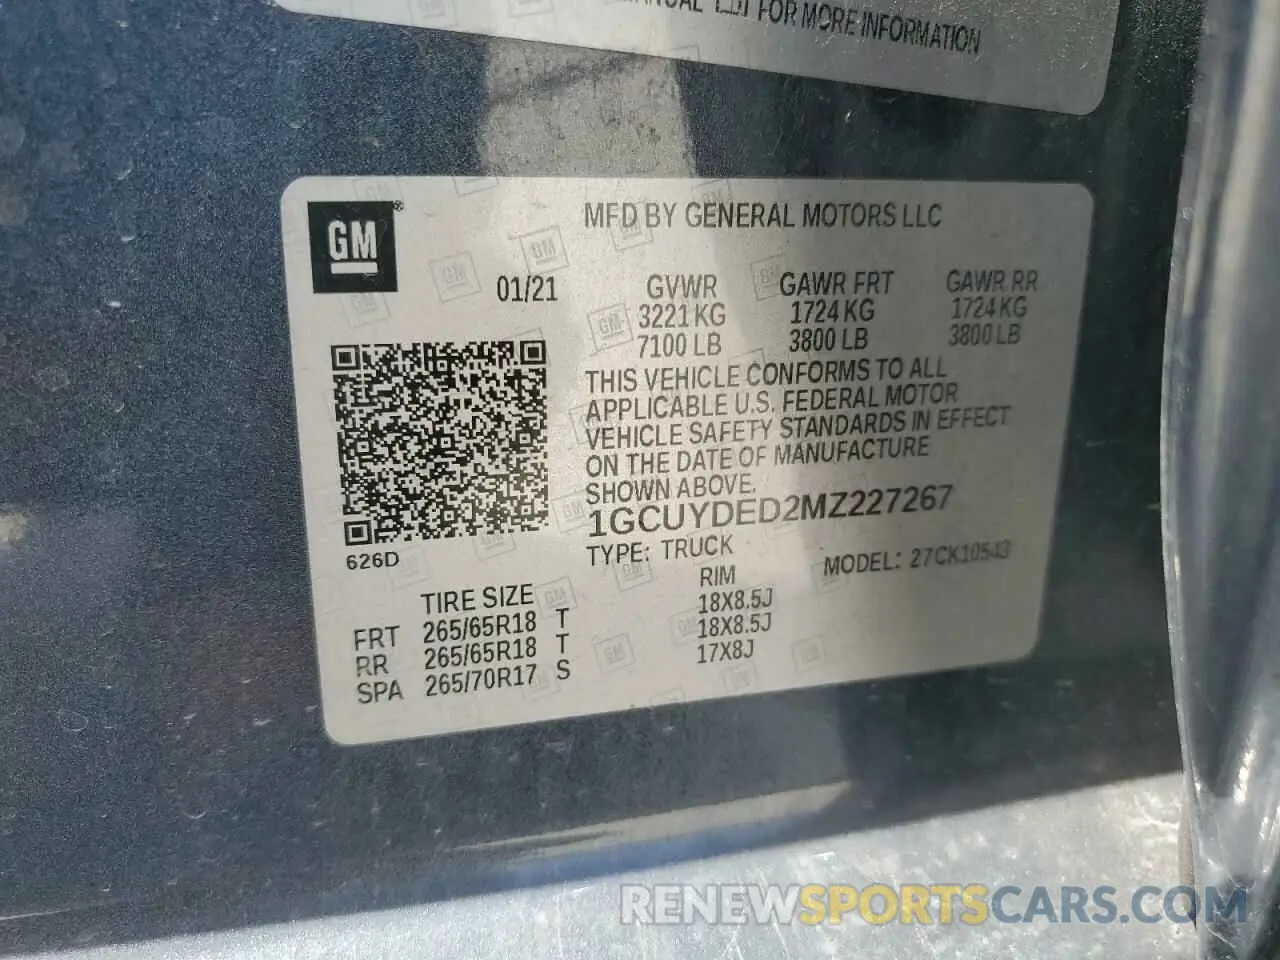 MANUAL FOR MORE INFORMATION
GM
MFD BY GENERAL MOTORS LLC
01/21
GVWR GAWR FRT GAWR RR
3221 KG 1724 KG 1724 KG
7100 LB 3800 LB 3800 LB
THIS VEHICLE CONFORMS TO ALL
APPLICABLE U.S. FEDERAL MOTOR
VEHICLE SAFETY STANDARDS IN EFFECT
ON THE DATE OF MANUFACTURE
SHOWN ABOVE.
1GCUYDED2MZ227267
626D
TYPE: TRUCK MODEL: 27CK10543
TIRE SIZE RIM
FRT 265/65R18 T 18X8.5J
RR 265/65R18 T 18X8.5J
SPA 265/70R17 S 17X8J
RENEWSPORTSCARS.COM